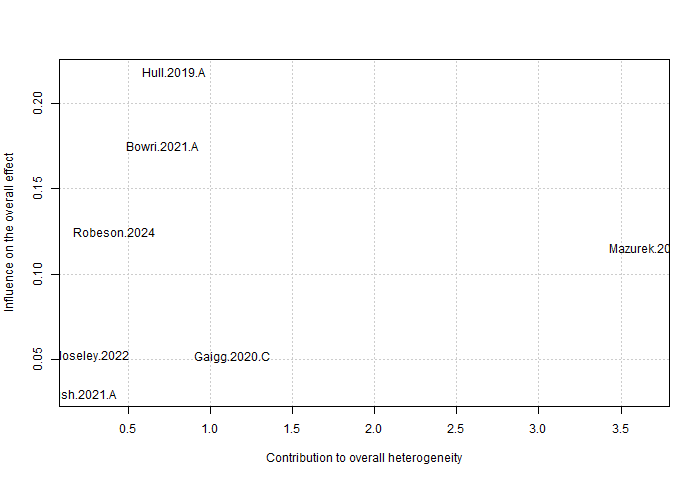 Hull.2019.A
Bowri.2021.A
Robeson.2024
Mazurek.20
loseley.2022
Gaigg.2020.C
sh.2021.A
0.20
0.15
0.10
0.05
Influence on the overall effect
0.5 1.0 1.5 2.0 2.5 3.0 3.5
Contribution to overall heterogeneity